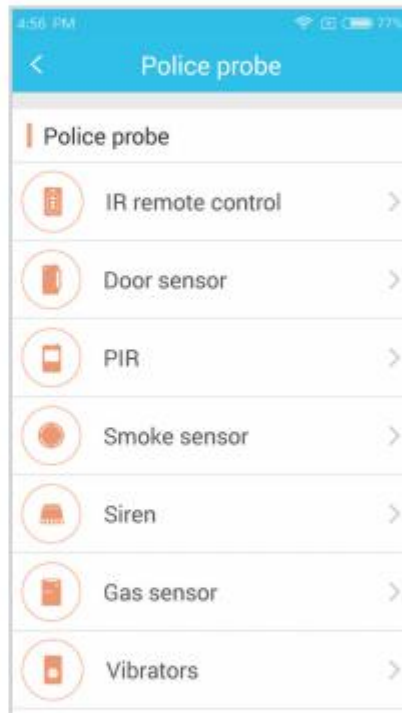 4:56 PM 77%
Police probe
Police probe
IR remote control
Door sensor
PIR
Smoke sensor
Siren
Gas sensor
Vibrators